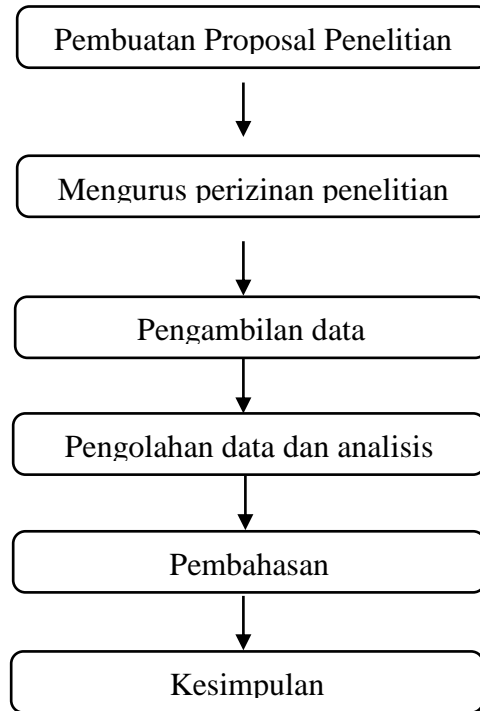 Pembuatan Proposal Penelitian
Mengurus perizinan penelitian
Pengambilan data
Pengolahan data dan analisis
Pembahasan
Kesimpulan